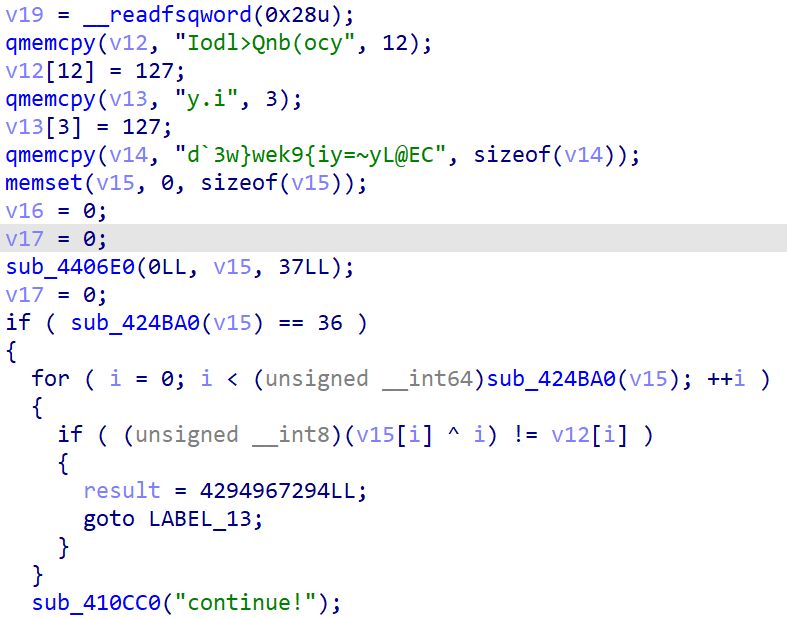 v19 = __readfsqword(0x28u);
qmemcpy(v12, "Iodl>Qnb(ocy", 12);
v12[12] = 127;
qmemcpy(v13, "y.i", 3);
v13[3] = 127;
qmemcpy(v14, "d`3w}wek9{iy=~yL@EC", sizeof(v14));
memset(v15, 0, sizeof(v15));
v16 = 0;
v17 = 0;
sub_4406E0(0LL, v15, 37LL);
v17 = 0;
if ( sub_424BA0(v15) == 36 )
{
for ( i = 0; i < (unsigned __int64)sub_424BA0(v15); ++i )
{
if ( (unsigned __int8)(v15[i] ^ i) != v12[i] )
{
result = 4294967294LL;
goto LABEL_13;
}
}
sub_410CC0("continue!");